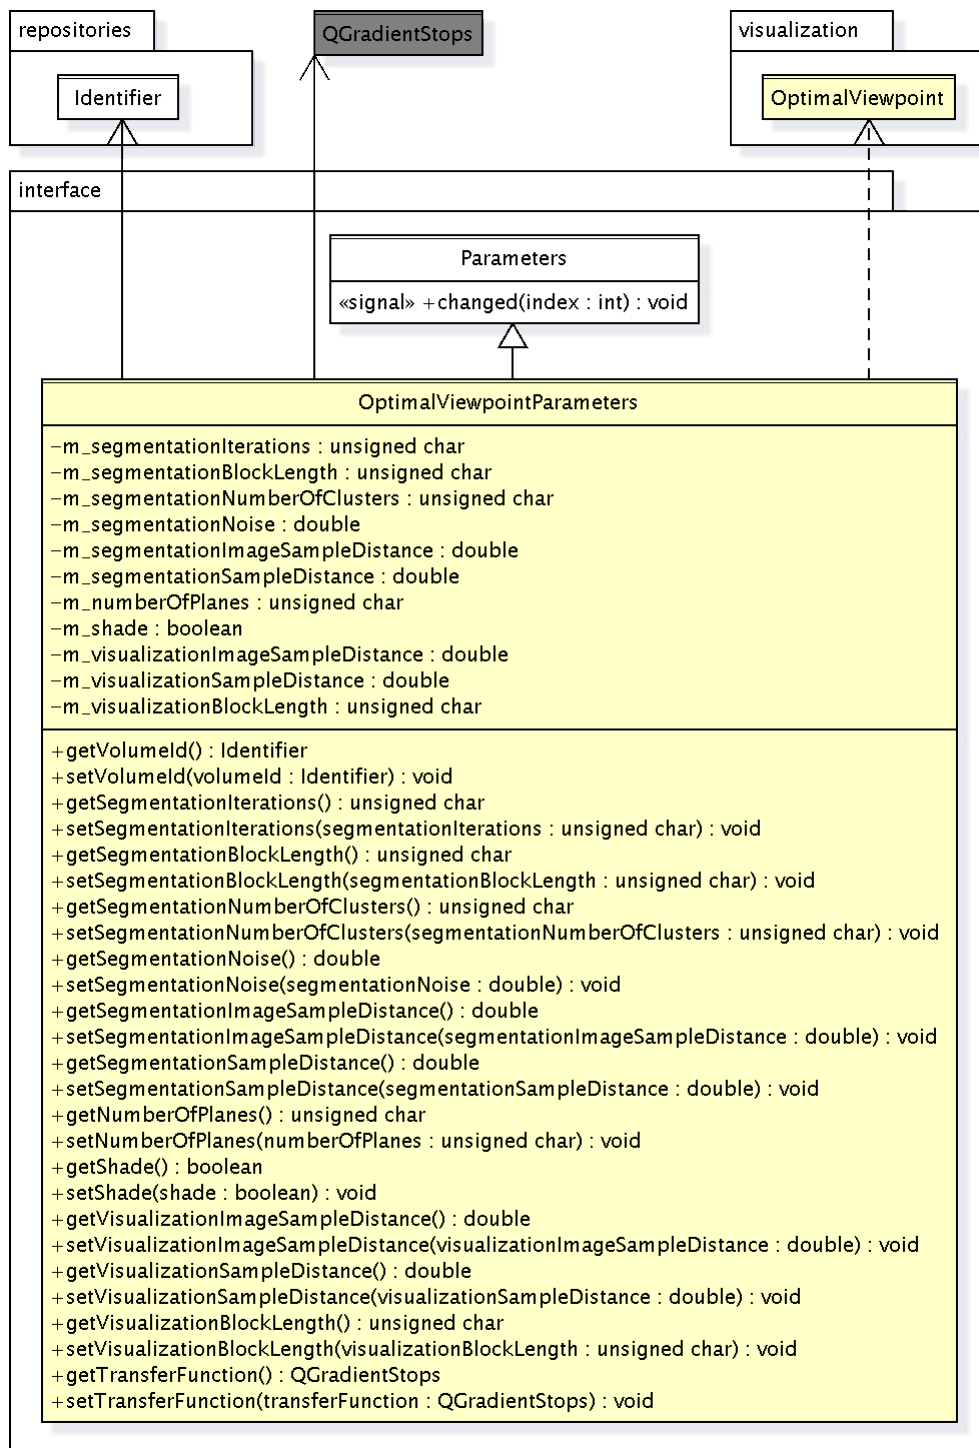 repositories
QGradientStops
visualization
Identifier
OptimalViewpoint
interface
Parameters
«signal» +changed(index : int) : void
OptimalViewpointParameters
−m_segmentationIterations : unsigned char
−m_segmentationBlockLength : unsigned char
−m_segmentationNumberOfClusters : unsigned char
−m_segmentationNoise : double
−m_segmentationImageSampleDistance : double
−m_segmentationSampleDistance : double
−m_numberOfPlanes : unsigned char
−m_shade : boolean
−m_visualizationImageSampleDistance : double
−m_visualizationSampleDistance : double
−m_visualizationBlockLength : unsigned char
+getVolumeId() : Identifier
+setVolumeId(volumeId : Identifier) : void
+getSegmentationIterations() : unsigned char
+setSegmentationIterations(segmentationIterations : unsigned char) : void
+getSegmentationBlockLength() : unsigned char
+setSegmentationBlockLength(segmentationBlockLength : unsigned char) : void
+getSegmentationNumberOfClusters() : unsigned char
+setSegmentationNumberOfClusters(segmentationNumberOfClusters : unsigned char) : void
+getSegmentationNoise() : double
+setSegmentationNoise(segmentationNoise : double) : void
+getSegmentationImageSampleDistance() : double
+setSegmentationImageSampleDistance(segmentationImageSampleDistance : double) : void
+getSegmentationSampleDistance() : double
+setSegmentationSampleDistance(segmentationSampleDistance : double) : void
+getNumberOfPlanes() : unsigned char
+setNumberOfPlanes(numberOfPlanes : unsigned char) : void
+getShade() : boolean
+setShade(shade : boolean) : void
+getVisualizationImageSampleDistance() : double
+setVisualizationImageSampleDistance(visualizationImageSampleDistance : double) : void
+getVisualizationSampleDistance() : double
+setVisualizationSampleDistance(visualizationSampleDistance : double) : void
+getVisualizationBlockLength() : unsigned char
+setVisualizationBlockLength(visualizationBlockLength : unsigned char) : void
+getTransferFunction() : QGradientStops
+setTransferFunction(transferFunction : QGradientStops) : void